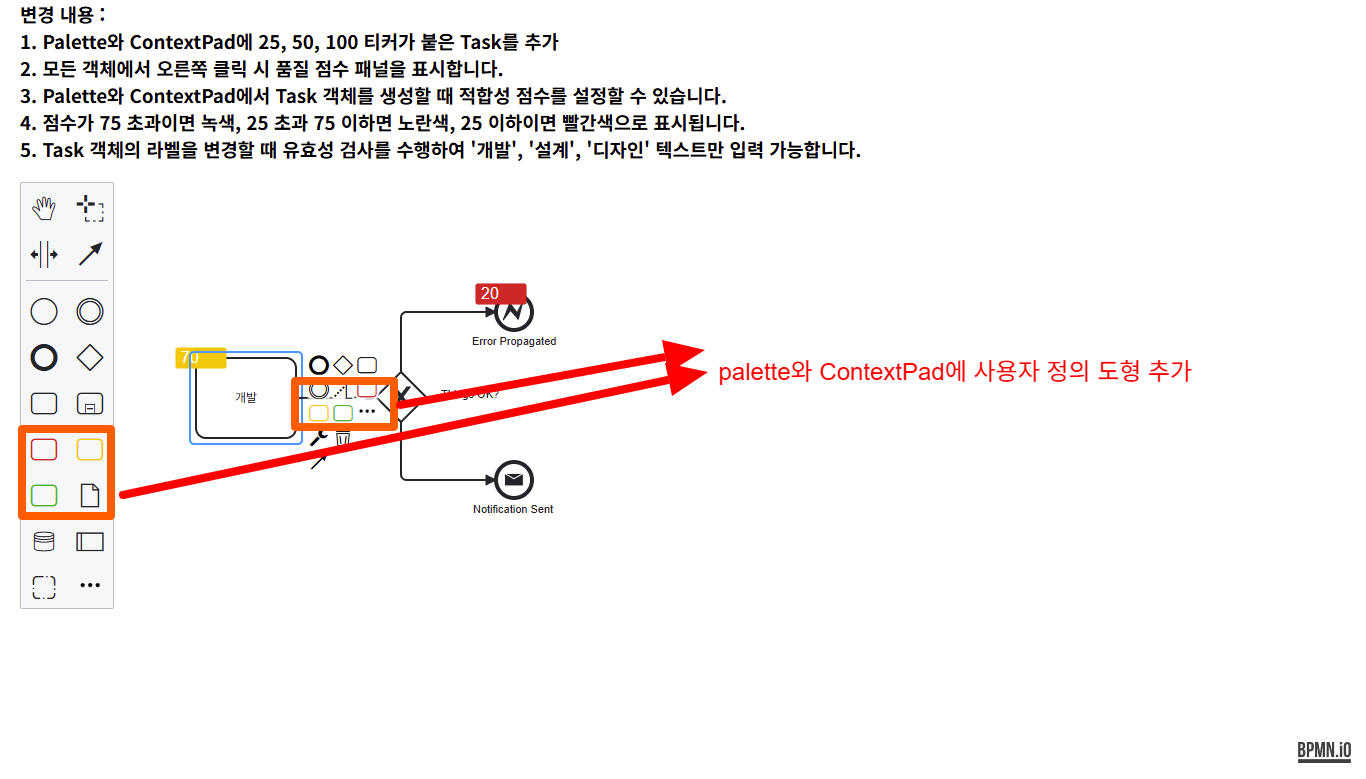 변경 내용 :
1. Palette와 ContextPad에 25, 50, 100 티커가 붙은 Task를 추가
2. 모든 객체에서 오른쪽 클릭 시 품질 점수 패널을 표시합니다.
3. Palette와 ContextPad에서 Task 객체를 생성할 때 적합성 점수를 설정할 수 있습니다.
4. 점수가 75 초과이면 녹색, 25 초과 75 이하면 노란색, 25 이하이면 빨간색으로 표시됩니다.
5. Task 객체의 라벨을 변경할 때 유효성 검사를 수행하여 '개발', '설계', '디자인' 텍스트만 입력 가능합니다.
20
Error Propagated
70
palette와 ContextPad에 사용자 정의 도형 추가
개발
OK?
Notification Sent
BPMN.iO